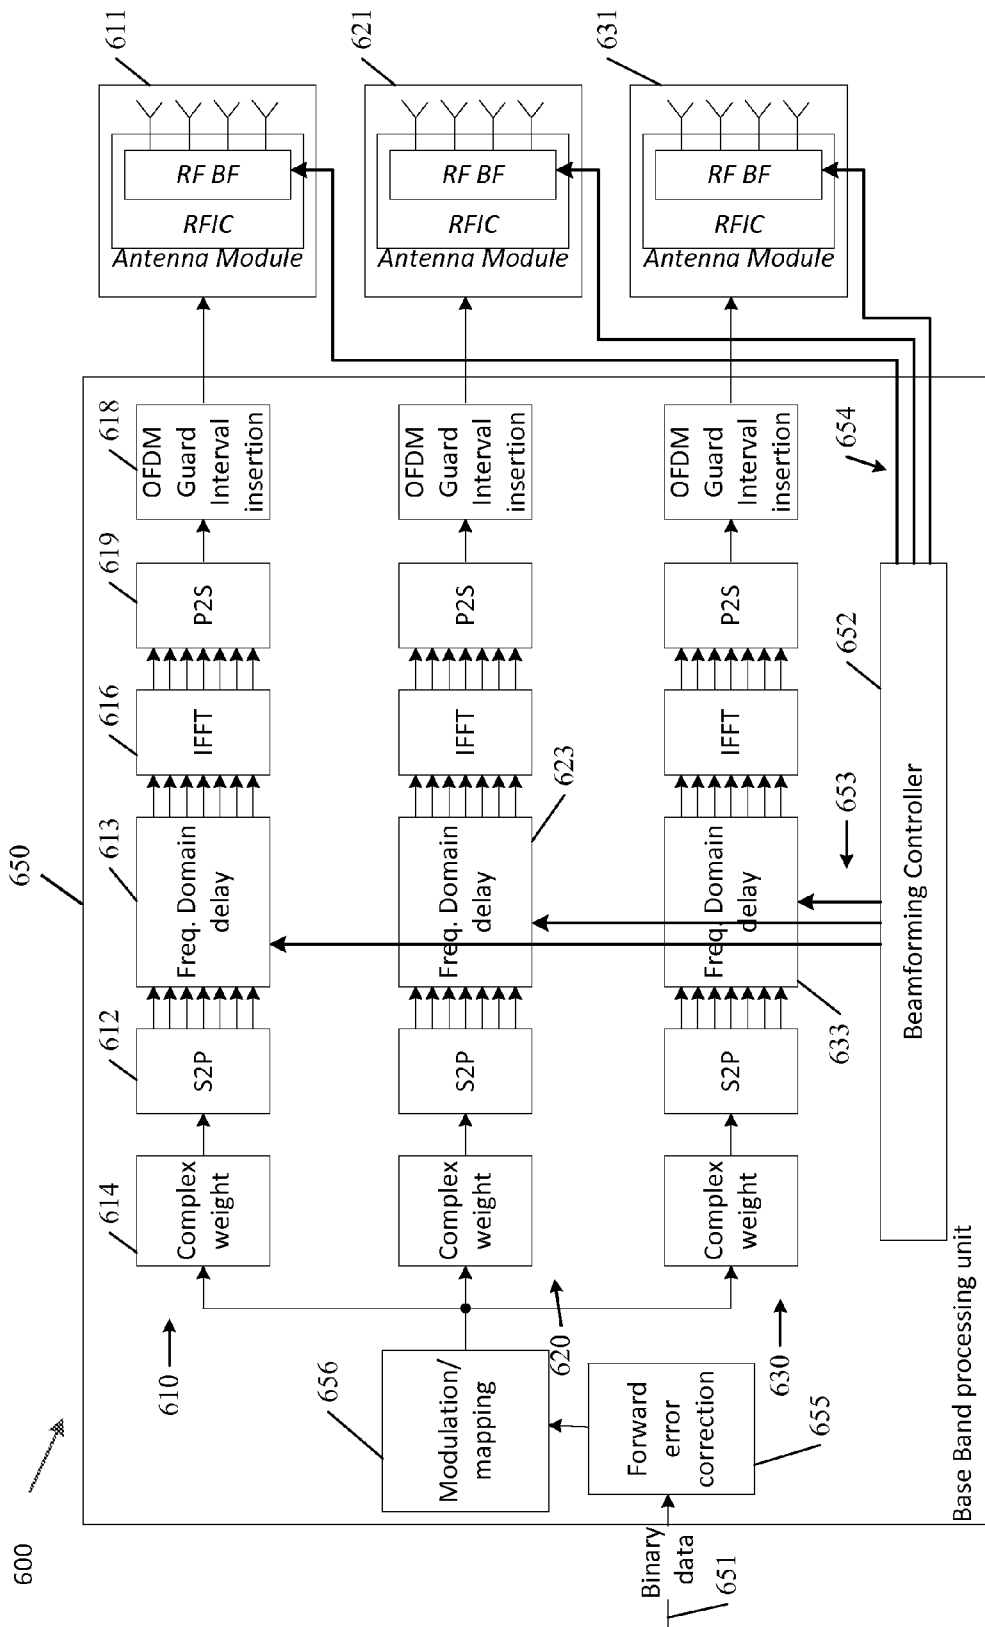 600
650
610
614
612
613
616
619
618
611
Complex
weight
S2P
Freq. Domain
delay
IFFT
P2S
OFDM
Guard
Interval
insertion
RF BF
RFIC
Antenna Module
621
656
Modulation/
mapping
620
Complex
weight
S2P
Freq. Domain
delay
623
IFFT
P2S
OFDM
Guard
Interval
insertion
RF BF
RFIC
Antenna Module
631
Binary
data
651
Forward
error
correction
655
630
Complex
weight
S2P
Freq. Domain
delay
633
IFFT
P2S
OFDM
Guard
Interval
insertion
RF BF
RFIC
Antenna Module
653
652
654
Beamforming Controller
Base Band processing unit